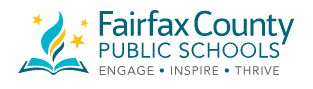 Fairfax County
PUBLIC SCHOOLS
ENGAGE • INSPIRE • THRIVE